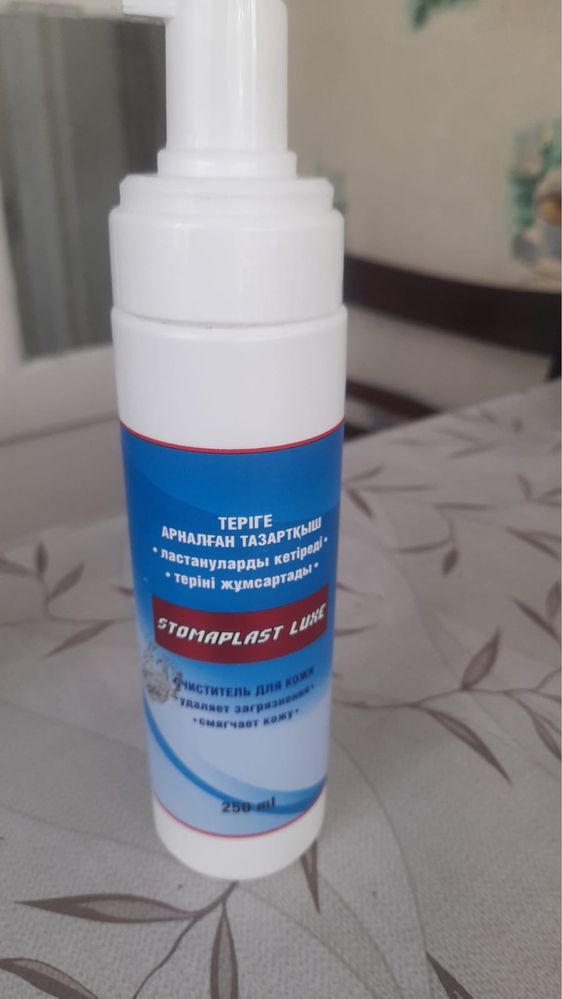 ТЕРІГЕ
АРНАЛҒАН ТАЗАРТҚЫШ
• ластануларды кетіреді •
• теріні жұмсартады •
STOMAPLAST LUXE
ОЧИСТИТЕЛЬ ДЛЯ КОЖИ
•удаляет загрязнения•
•смягчает кожу•
250 ml